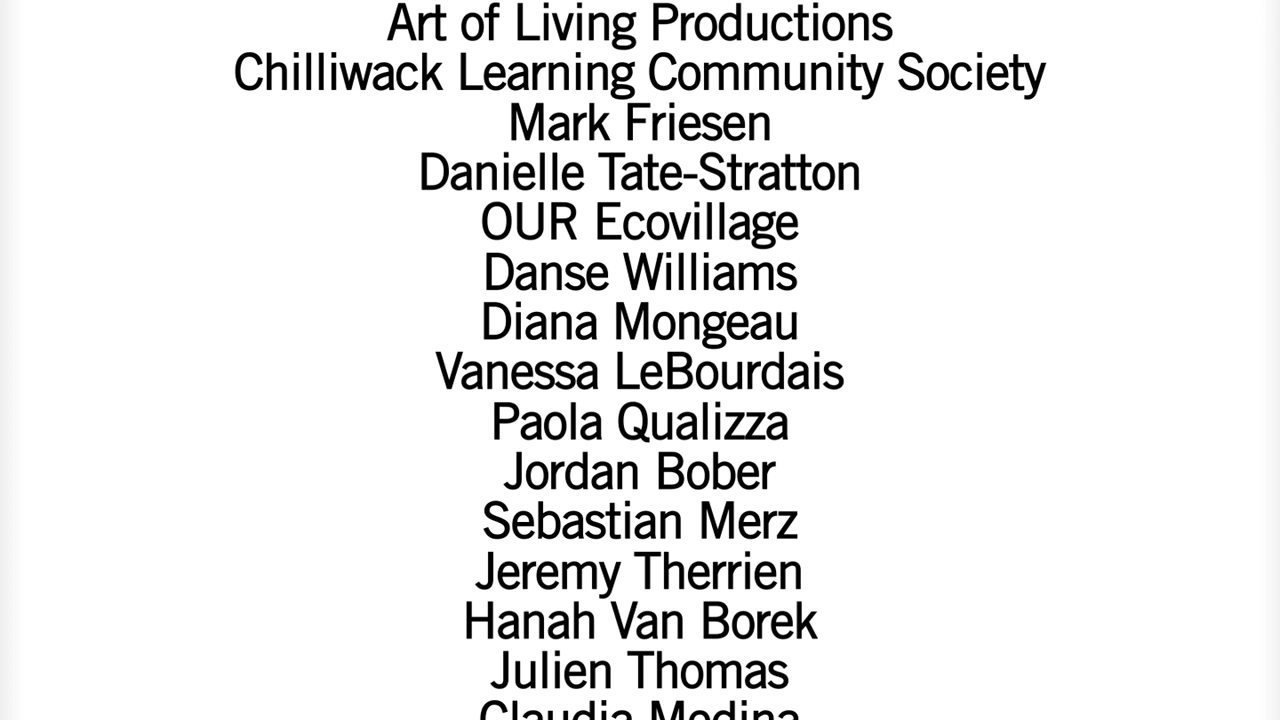 Art of Living Productions
Chilliwack Learning Community Society
Mark Friesen
Danielle Tate-Stratton
OUR Ecovillage
Danse Williams
Diana Mongeau
Vanessa LeBourdais
Paola Qualizza
Jordan Bober
Sebastian Merz
Jeremy Therrien
Hanah Van Borek
Julien Thomas
Claudia Medina